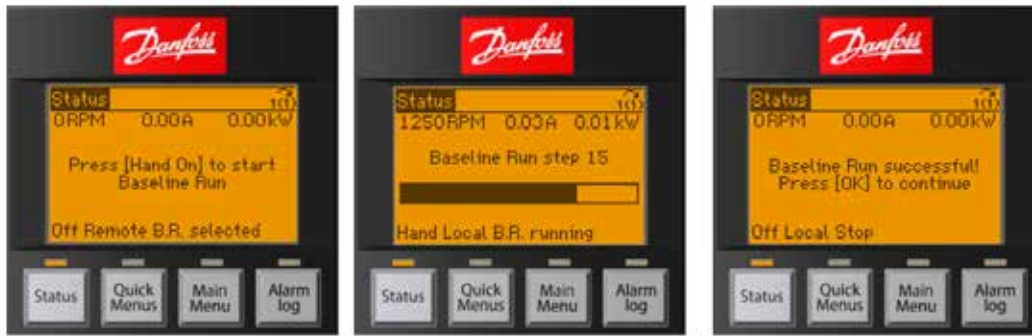 Danfoss
Status 1(1)
0RPM 0.00A 0.00kW
Press [Hand On] to start
Baseline Run
Off Remote B.R. selected
Status
Quick
Menus
Main
Menu
Alarm
log
Danfoss
Status 1(1)
1250RPM 0.03A 0.01kW
Baseline Run step 15
Hand Local B.R. running
Status
Quick
Menus
Main
Menu
Alarm
log
Danfoss
Status 1(1)
0RPM 0.00A 0.00kW
Baseline Run successful!
Press [OK] to continue
Off Local Stop
Status
Quick
Menus
Main
Menu
Alarm
log